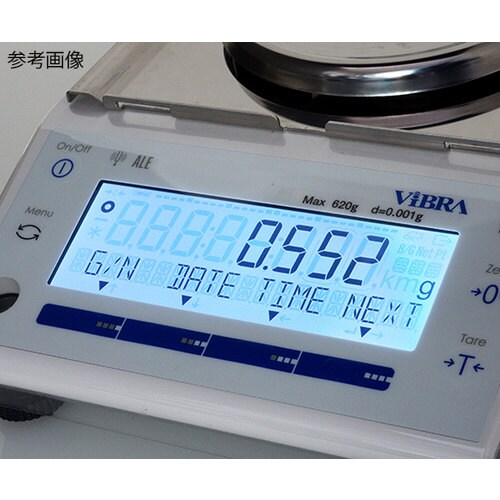 参考画像
On/Off
ALE
Max 620g d=0.001g
ViBRA
Menu
0.552
g
G/N DATE TIME NEXT
→0
Tare
→T←